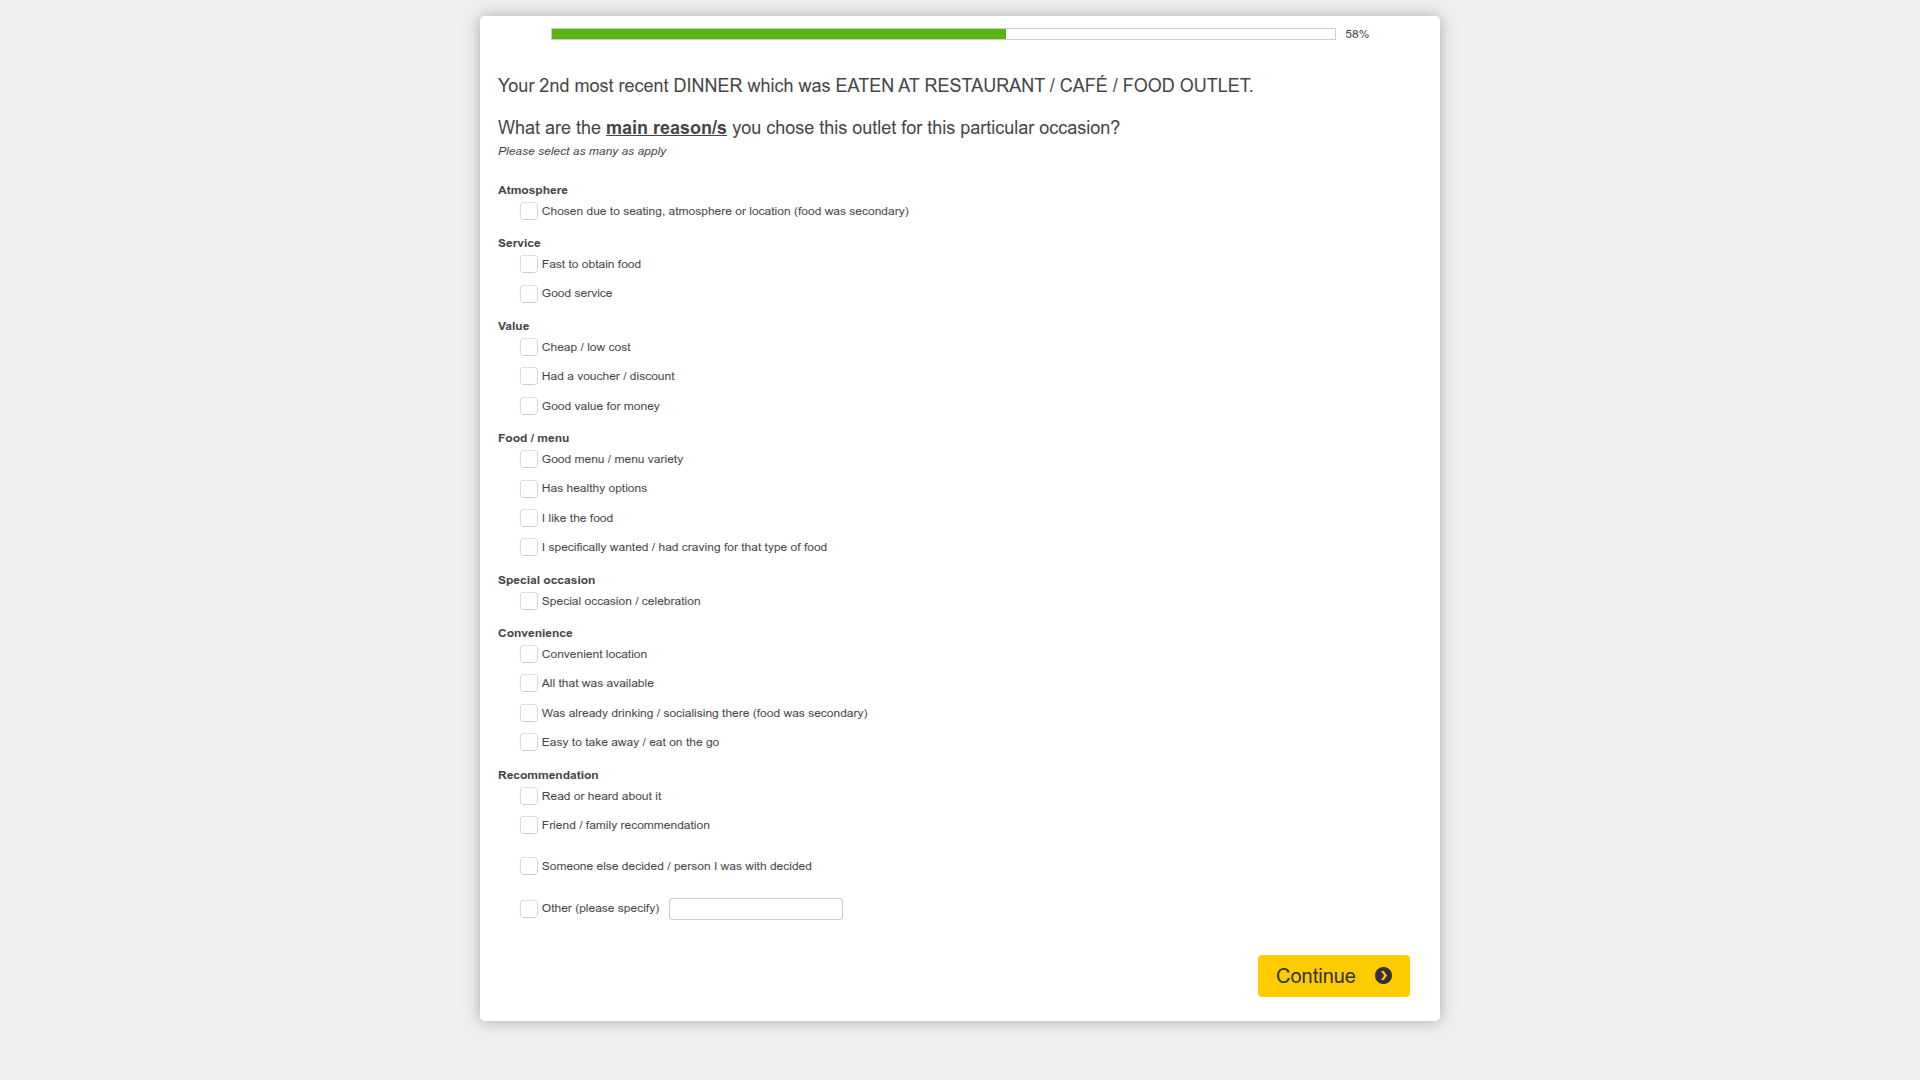 58%
Your 2nd most recent DINNER which was EATEN AT RESTAURANT / CAFÉ / FOOD OUTLET.
What are the main reason/s you chose this outlet for this particular occasion?
Please select as many as apply
Atmosphere
Chosen due to seating, atmosphere or location (food was secondary)
Service
Fast to obtain food
Good service
Value
Cheap / low cost
Had a voucher / discount
Good value for money
Food / menu
Good menu / menu variety
Has healthy options
I like the food
I specifically wanted / had craving for that type of food
Special occasion
Special occasion / celebration
Convenience
Convenient location
All that was available
Was already drinking / socialising there (food was secondary)
Easy to take away / eat on the go
Recommendation
Read or heard about it
Friend / family recommendation
Someone else decided / person I was with decided
Other (please specify)
Continue